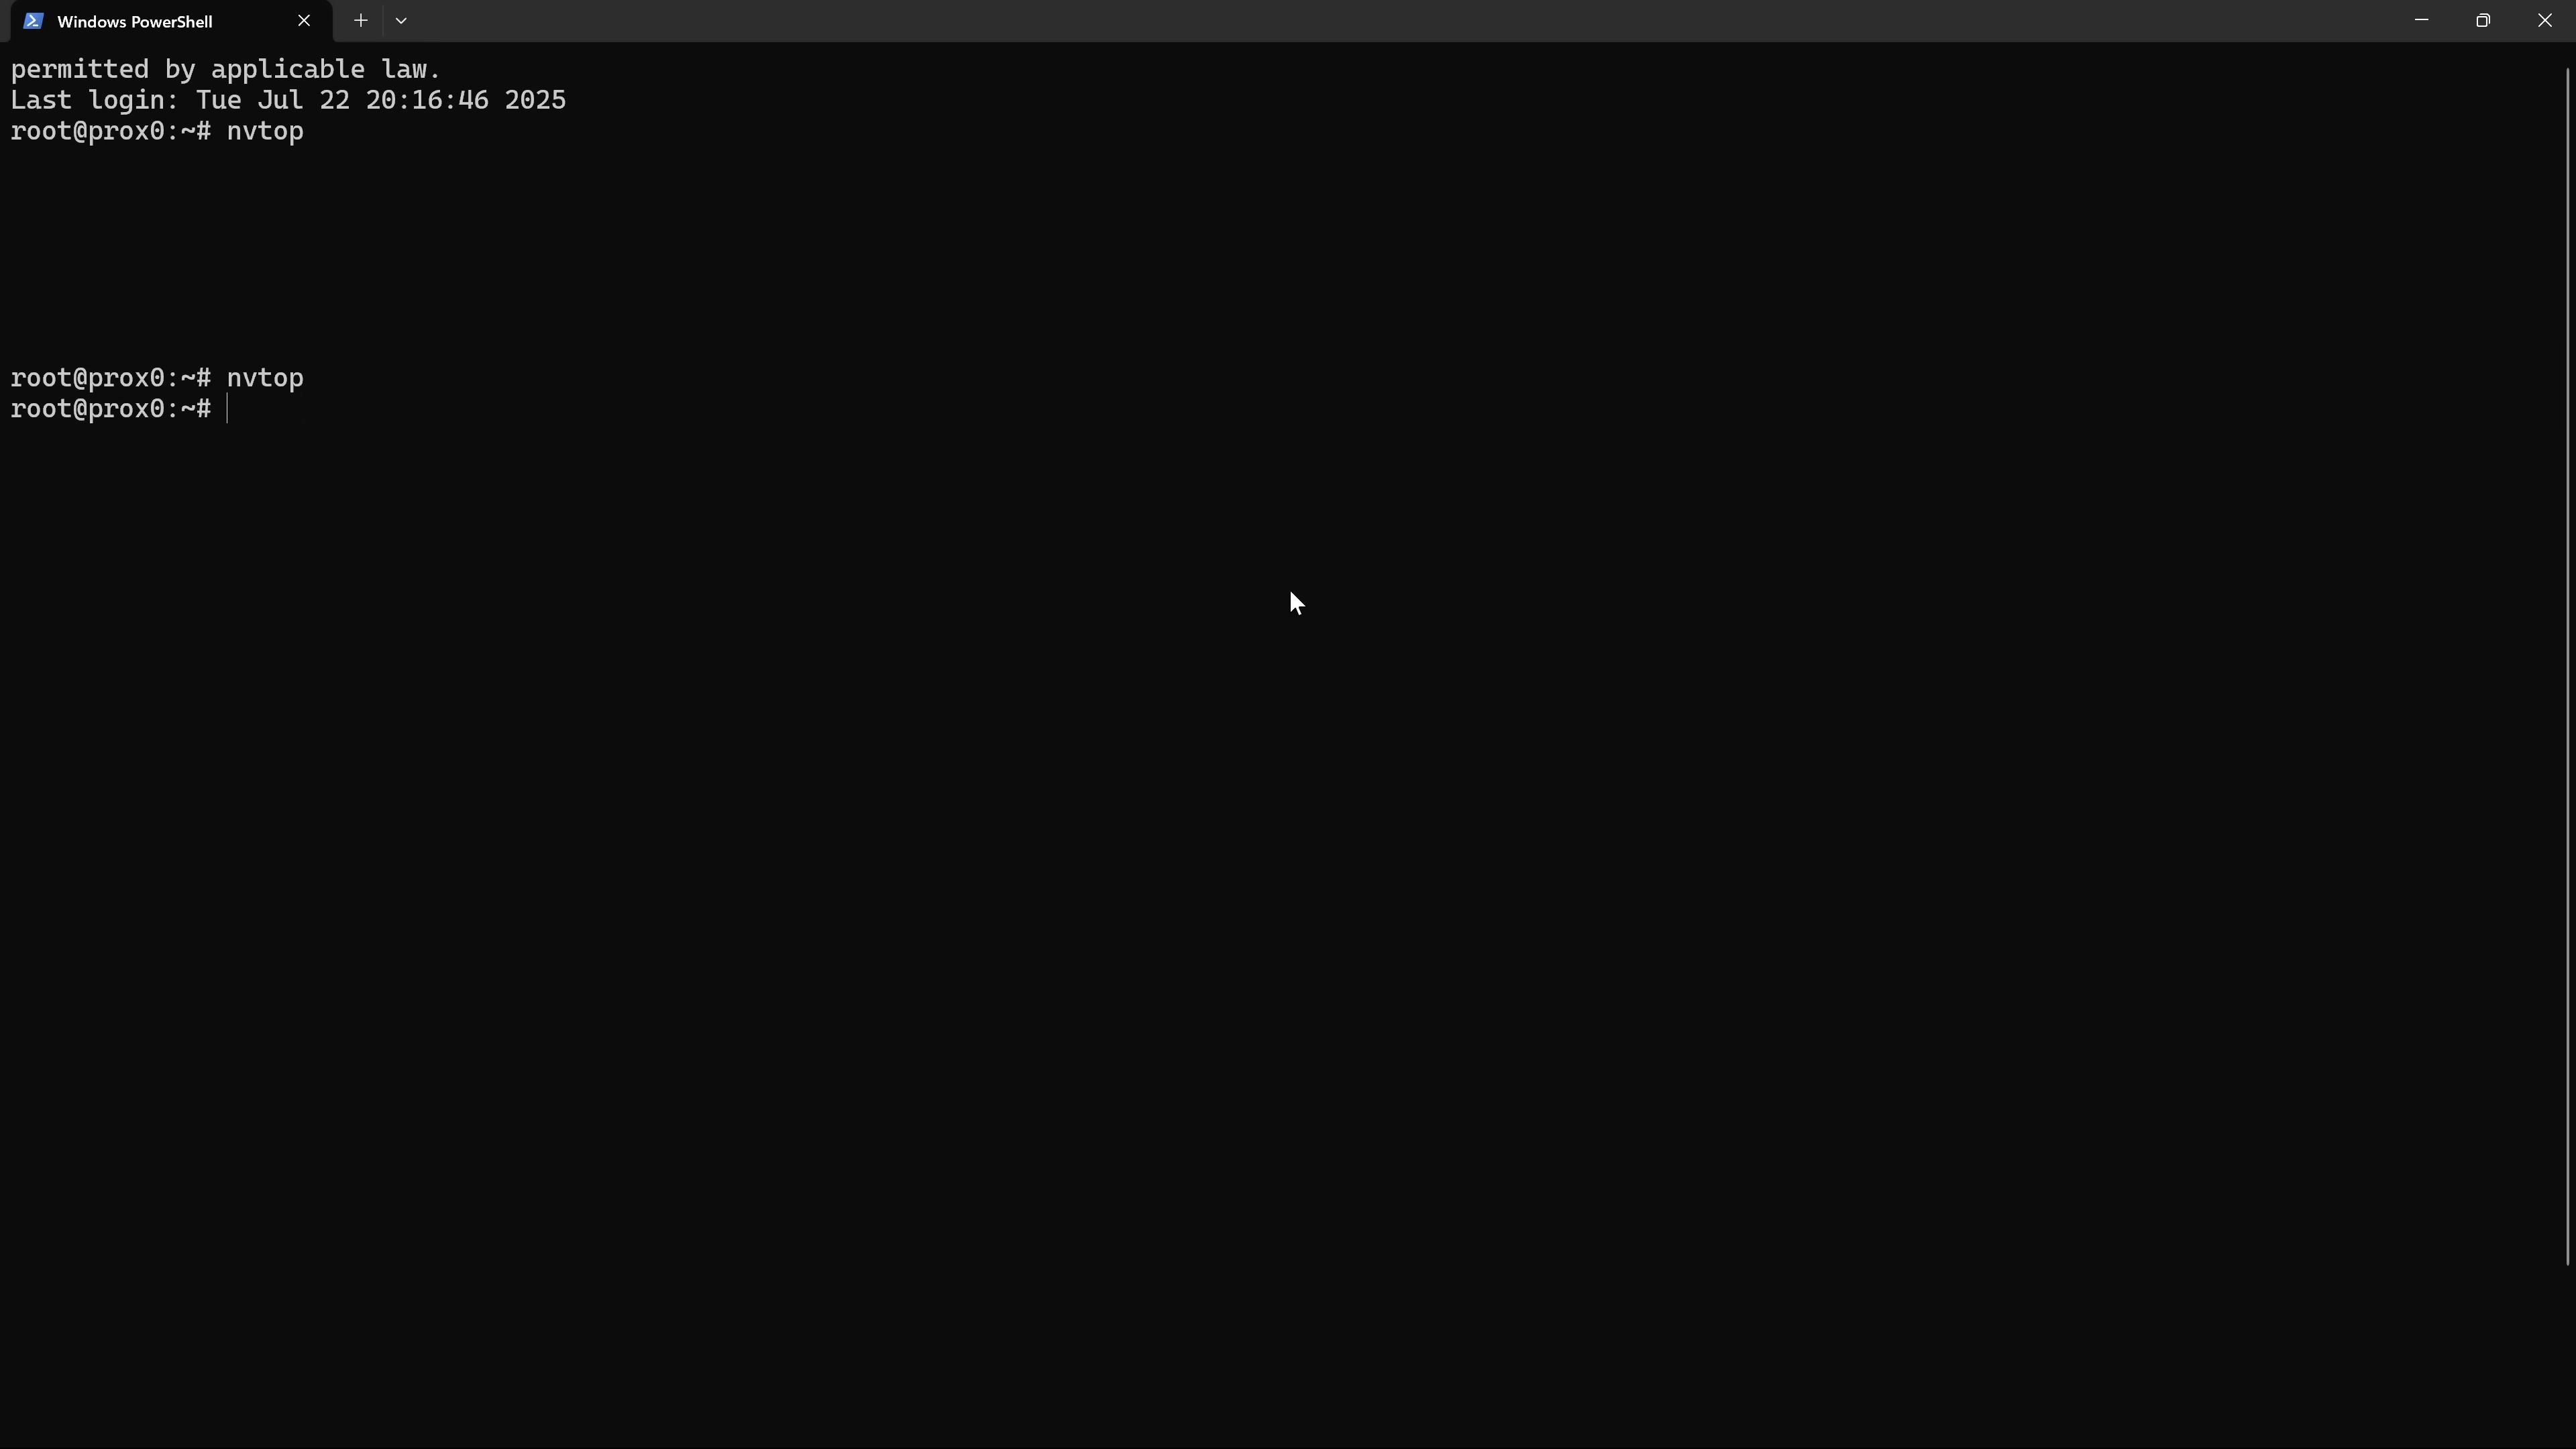 Windows PowerShell
permitted by applicable law.
Last login: Tue Jul 22 20:16:46 2025
root@prox0:~# nvtop
root@prox0:~# nvtop
root@prox0:~#